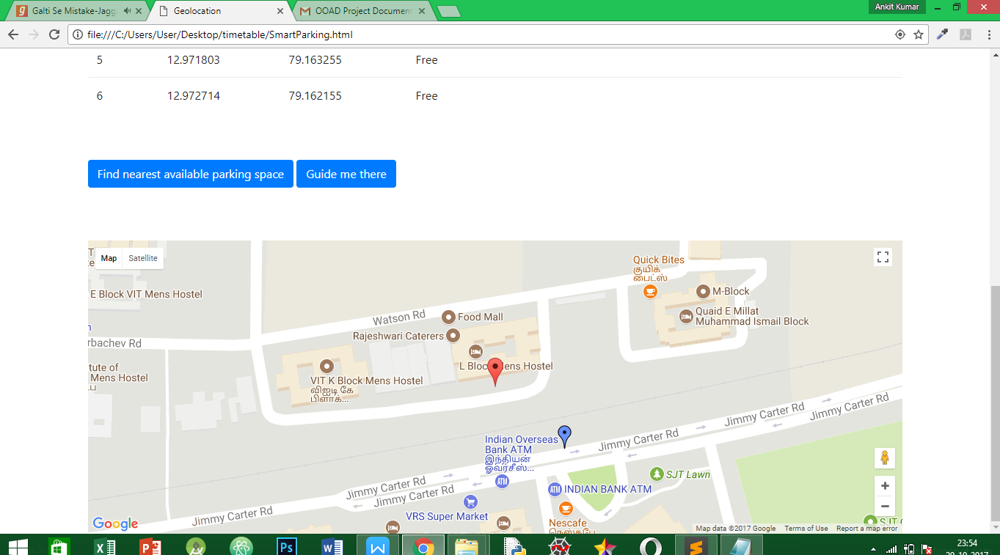 Galti Se Mistake-Jagg
Geolocation
OOAD Project Document
Ankit Kumar
file:///C:/Users/User/Desktop/timetable/SmartParking.html
5 12.971803 79.163255 Free
6 12.972714 79.162155 Free
Find nearest available parking space
Guide me there
Map
Satellite
Quick Bites
குயிக்
பைட்ஸ்
E Block VIT Mens Hostel
M-Block
Quaid E Millat
Muhammad Ismail Block
Watson Rd
Food Mall
Rajeshwari Caterers
rbachev Rd
L Block Mens Hostel
tute of
Mens Hostel
VIT K Block Mens Hostel
விஐடி கே
பிளாக்...
Jimmy Carter Rd
Jimmy Carter Rd
Indian Overseas
Bank ATM
இந்தியன்
ஓவர்சீஸ்...
Jimmy Carter Rd
ATM
SJT Lawn
Jimmy Carter Rd
Jimmy Carter Rd
ATM
INDIAN BANK ATM
VRS Super Market
Jimmy Carter Rd
Nescafe
நெஸ்கபே
Google
Map data ©2017 Google
Terms of Use
Report a map error
23:54
29-10-2017